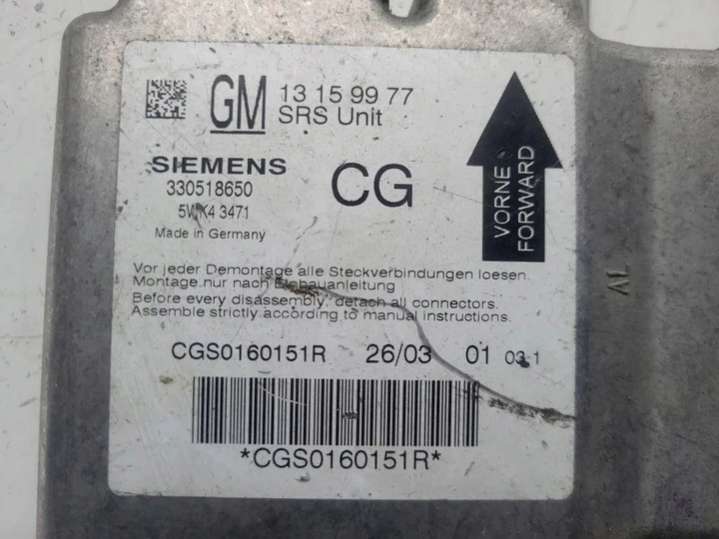 GM 13 15 99 77
SRS Unit
SIEMENS
330518650
5WK4 3471
Made in Germany
CG
VORNE
FORWARD
Vor jeder Demontage alle Steckverbindungen loesen.
Montage nur nach Einbauanleitung
Before every disassembly detach all connectors.
Assemble strictly according to manual instructions.
CGS0160151R 26/03 01 03 1
*CGS0160151R*